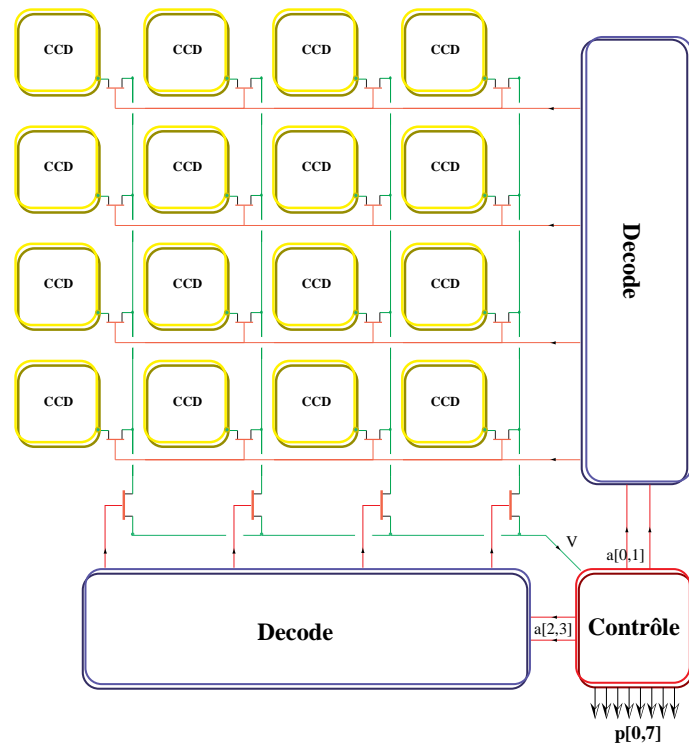 CCD CCD CCD CCD
CCD CCD CCD CCD
CCD CCD CCD CCD
CCD CCD CCD CCD
Decode
V
a[0,1]
Decode
a[2,3]
Contrôle
p[0,7]